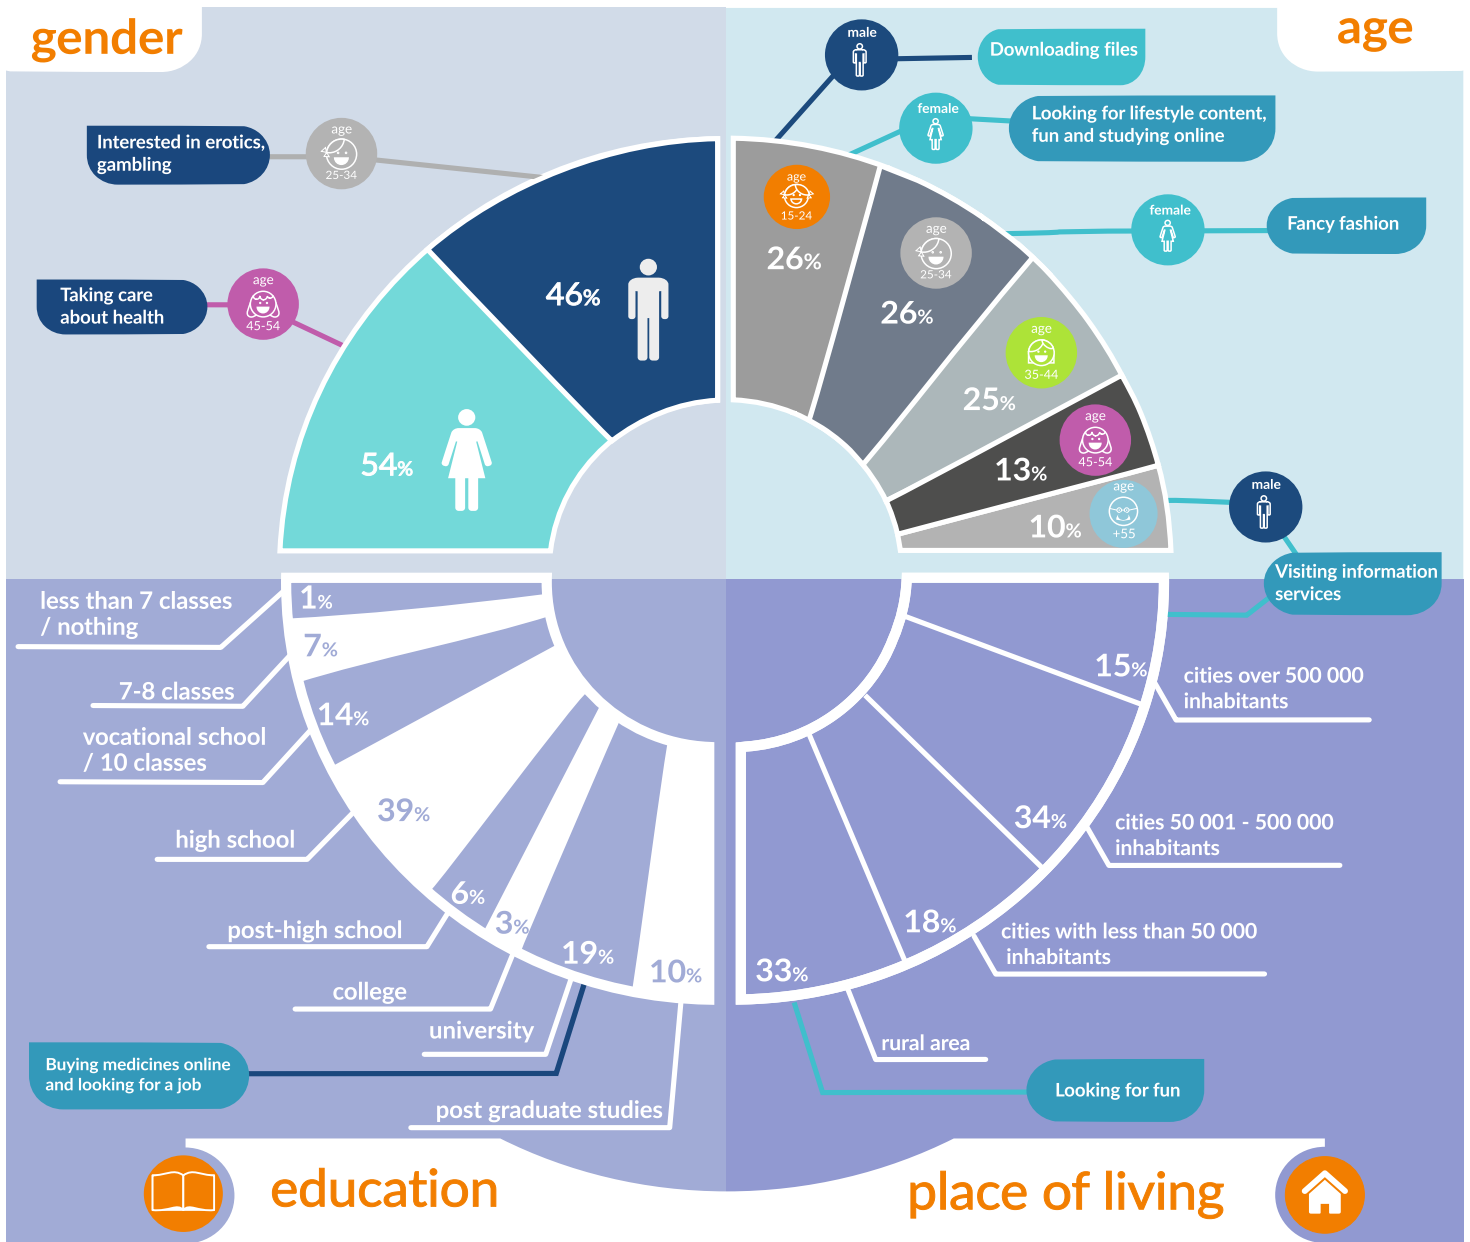 gender
age
male
Downloading files
female
Looking for lifestyle content,
fun and studying online
Interested in erotics,
gambling
age
25-34
female
Fancy fashion
age
15-24
26%
age
25-34
26%
46%
Taking care
about health
age
45-54
age
35-44
25%
age
45-54
13%
54%
age
+55
10%
male
Visiting information
services
less than 7 classes
/ nothing
1%
7-8 classes
7%
vocational school
/ 10 classes
14%
high school
39%
post-high school
6%
college
3%
university
19%
post graduate studies
10%
Buying medicines online
and looking for a job
15%
cities over 500 000
inhabitants
34%
cities 50 001 - 500 000
inhabitants
18%
cities with less than 50 000
inhabitants
33%
rural area
Looking for fun
education
place of living